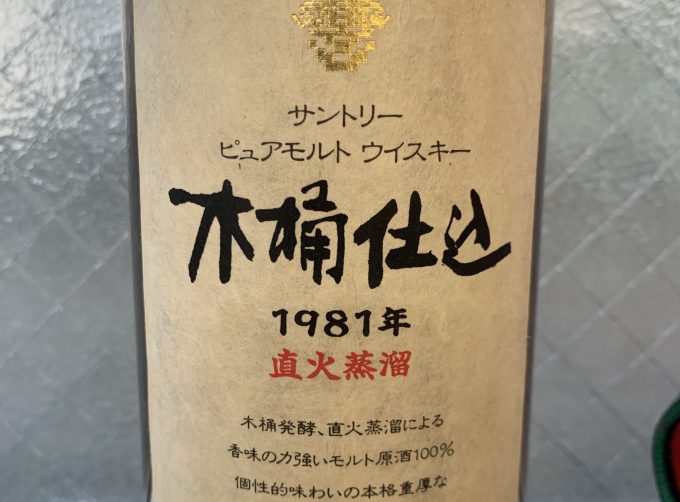 サントリー
ピュアモルト ウイスキー
木桶仕込
1981年
直火蒸溜
木桶発酵、直火蒸溜による
香味の力強いモルト原酒100%
個性的味わいの本格重厚な